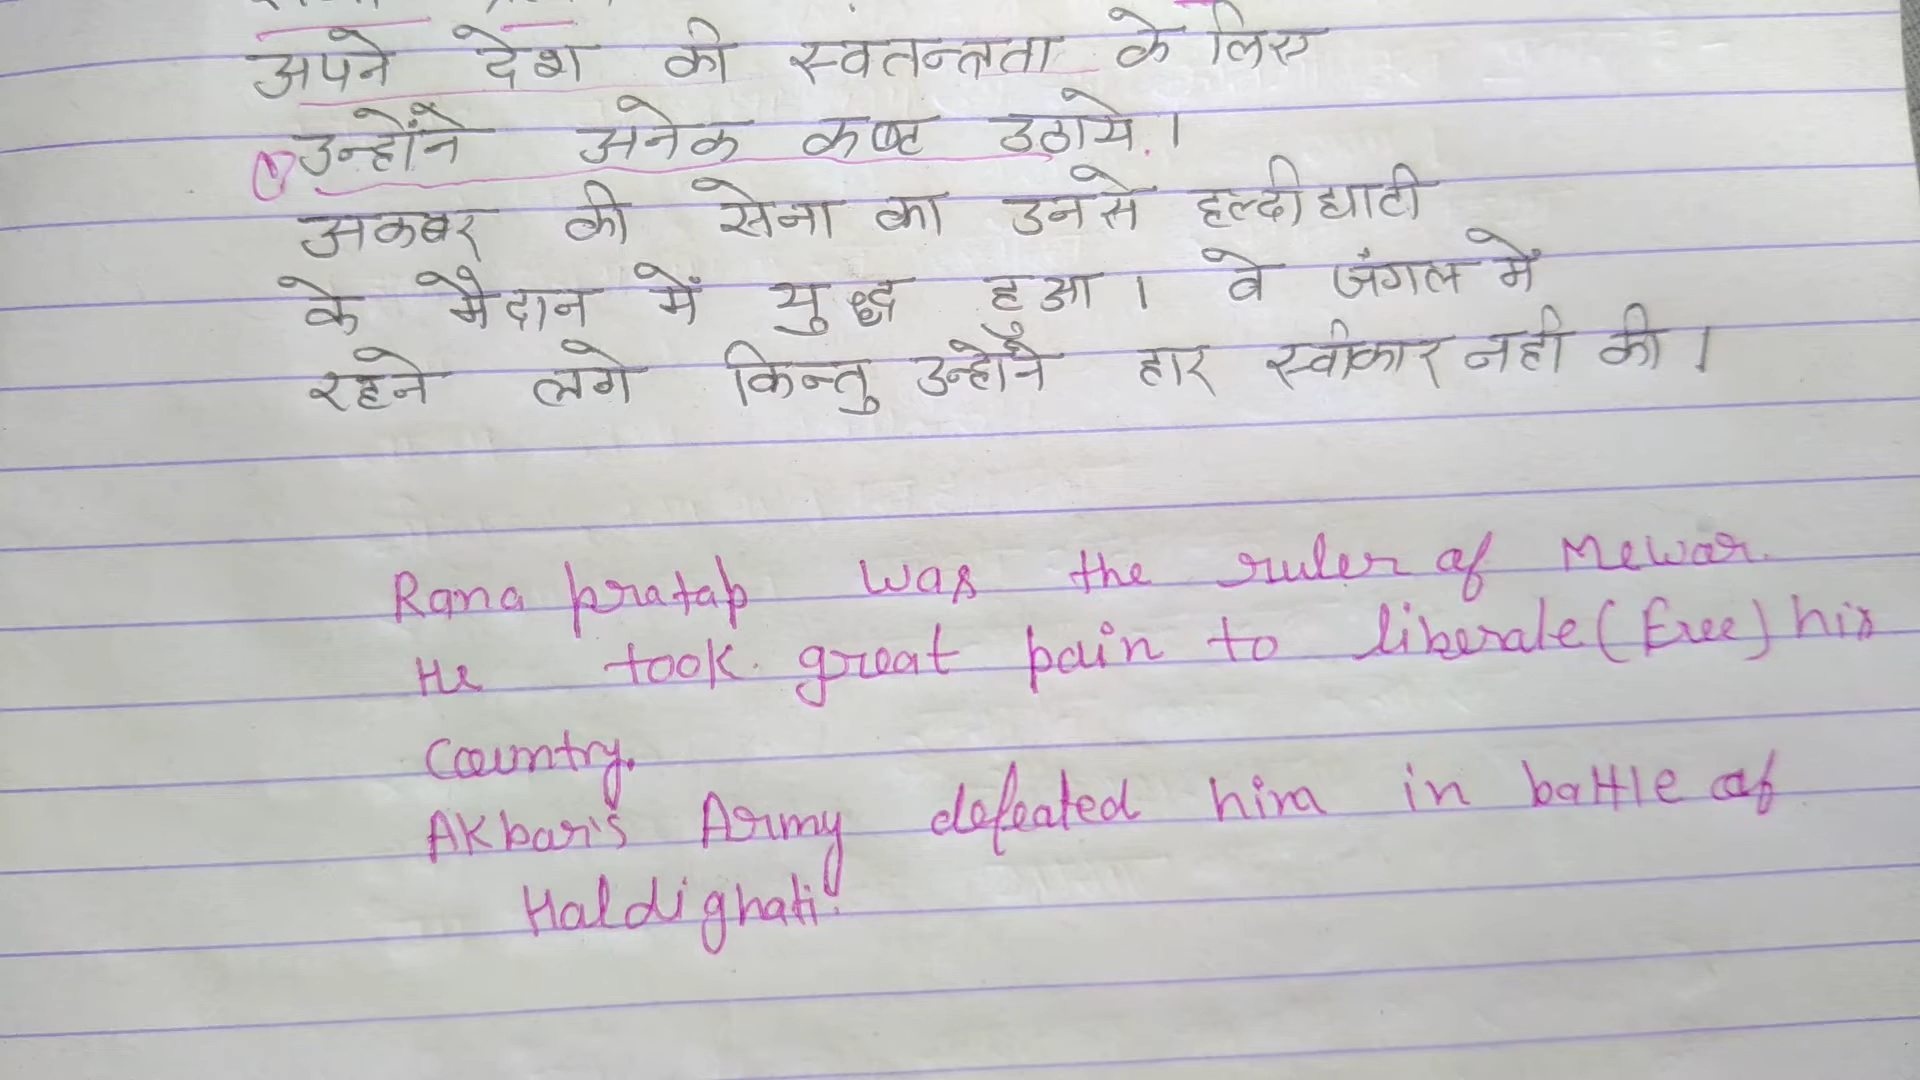 अपने देश की स्वतन्त्रता के लिए
उन्होंने अनेक कष्ट उठाये।
अकबर की सेना का उनसे हल्दीघाटी
के मैदान में युद्ध हुआ। वे जंगल में
रहने लगे किन्तु उन्होंने हार स्वीकार नही की।
Rana pratap was the ruler of Mewar.
He took great pain to liberate (Free) his
Country.
Akbar's Army defeated him in battle of
Haldighati!